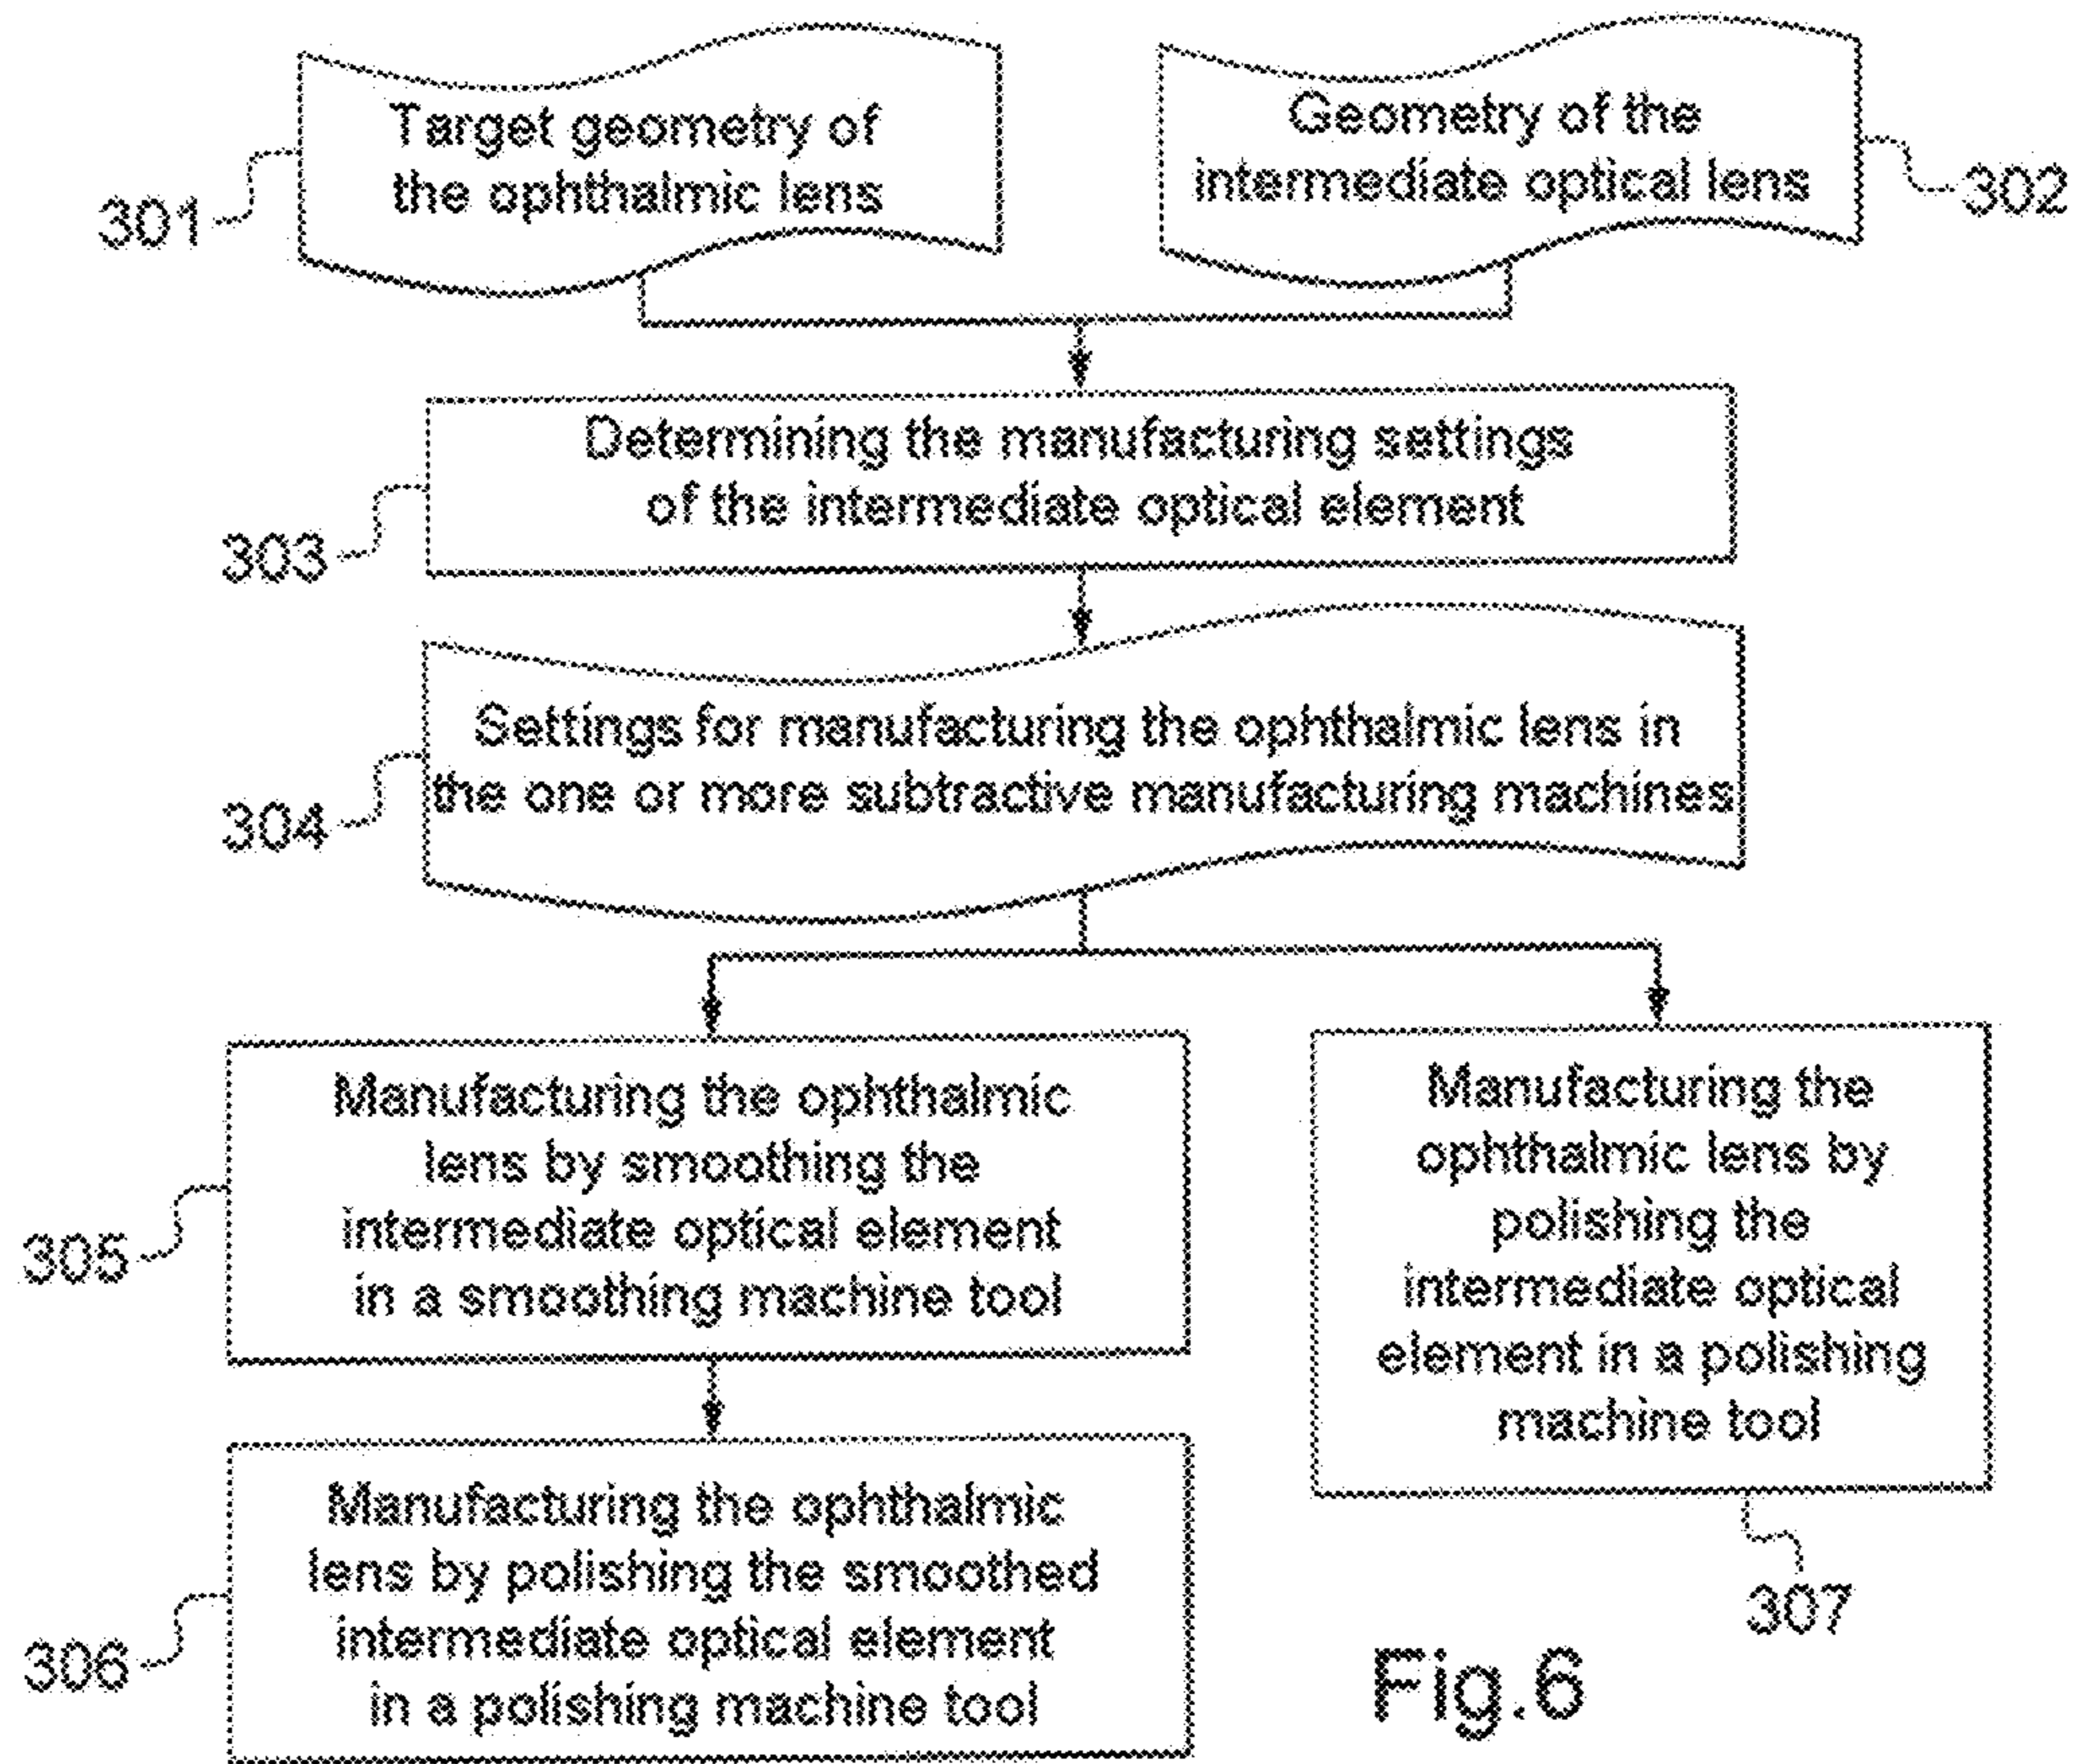 Target geometry of
the ophthalmic lens
301
Geometry of the
intermediate optical lens
302
Determining the manufacturing settings
of the intermediate optical element
303
Settings for manufacturing the ophthalmic lens in
the one or more subtractive manufacturing machines
304
Manufacturing the ophthalmic
lens by smoothing the
intermediate optical element
in a smoothing machine tool
305
Manufacturing the
ophthalmic lens by
polishing the
intermediate optical
element in a polishing
machine tool
307
Manufacturing the ophthalmic
lens by polishing the smoothed
intermediate optical element
in a polishing machine tool
306
Fig.6